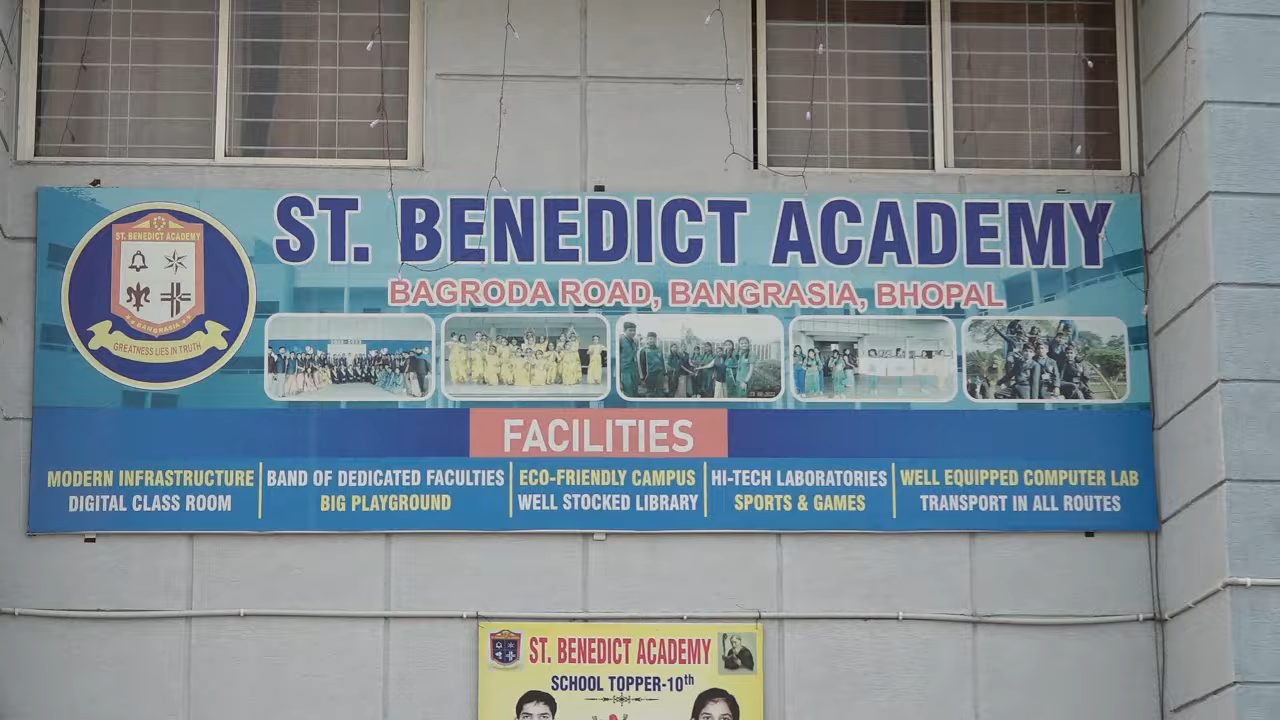 ST. BENEDICT ACADEMY
BAGRODA ROAD, BANGRASIA, BHOPAL
ST. BENEDICT ACADEMY
BANGRASIA
GREATNESS LIES IN TRUTH
FACILITIES
MODERN INFRASTRUCTURE
DIGITAL CLASS ROOM
BAND OF DEDICATED FACULTIES
BIG PLAYGROUND
ECO-FRIENDLY CAMPUS
WELL STOCKED LIBRARY
HI-TECH LABORATORIES
SPORTS & GAMES
WELL EQUIPPED COMPUTER LAB
TRANSPORT IN ALL ROUTES
ST. BENEDICT ACADEMY
SCHOOL TOPPER-10th